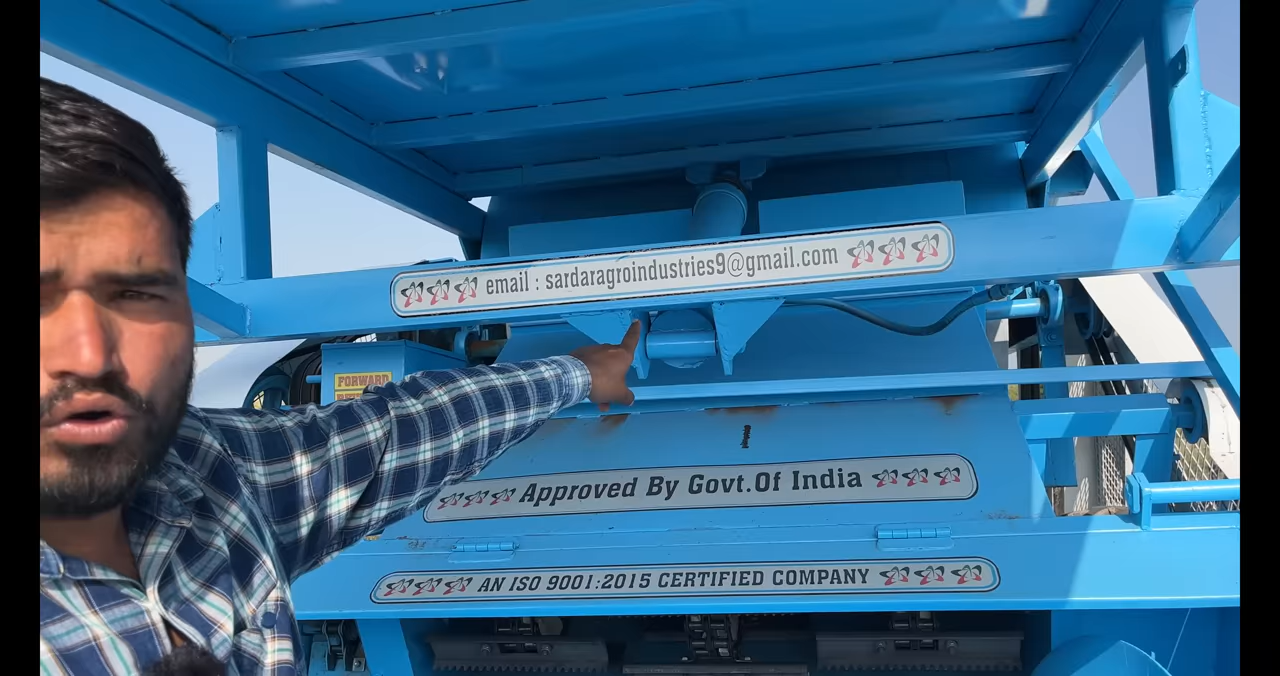 email : sardaragroindustries9@gmail.com
FORWARD
Approved By Govt.Of India
AN ISO 9001:2015 CERTIFIED COMPANY